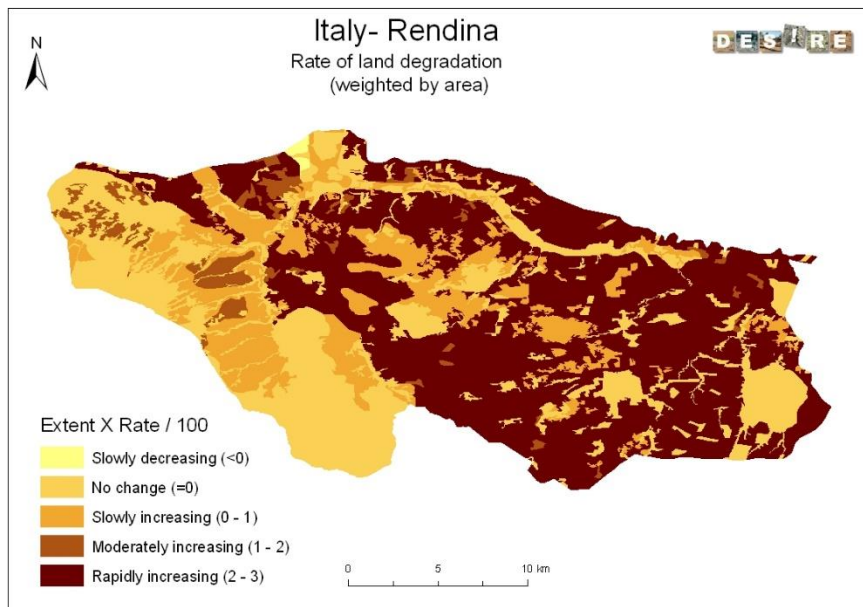 Italy- Rendina
Rate of land degradation
(weighted by area)
N
DESIRE
Extent X Rate / 100
Slowly decreasing (<0)
No change (=0)
Slowly increasing (0 - 1)
Moderately increasing (1 - 2)
Rapidly increasing (2 - 3)
0 5 10 km